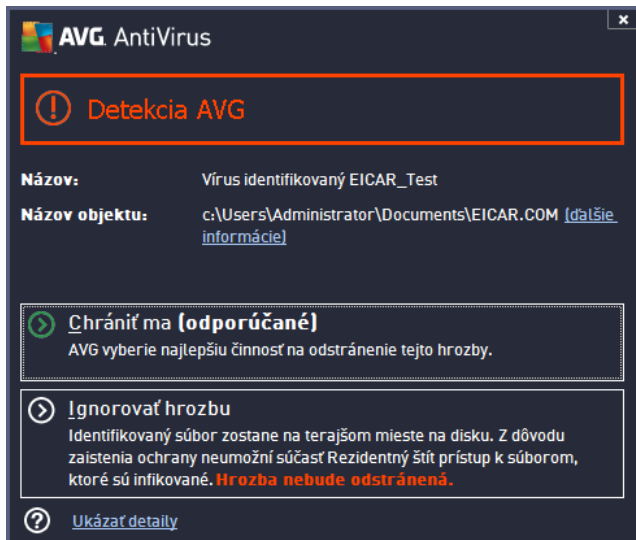 AVG. AntiVirus
Detekcia AVG
Názov: Vírus identifikovaný EICAR_Test
Názov objektu: c:\Users\Administrator\Documents\EICAR.COM (ďalšie
informácie)
Chrániť ma (odporúčané)
AVG vyberie najlepšiu činnosť na odstránenie tejto hrozby.
Ignorovať hrozbu
Identifikovaný súbor zostane na terajšom mieste na disku. Z dôvodu
zaistenia ochrany neumožní súčasť Rezidentný štít prístup k súborom,
ktoré sú infikované. Hrozba nebude odstránená.
Ukázať detaily